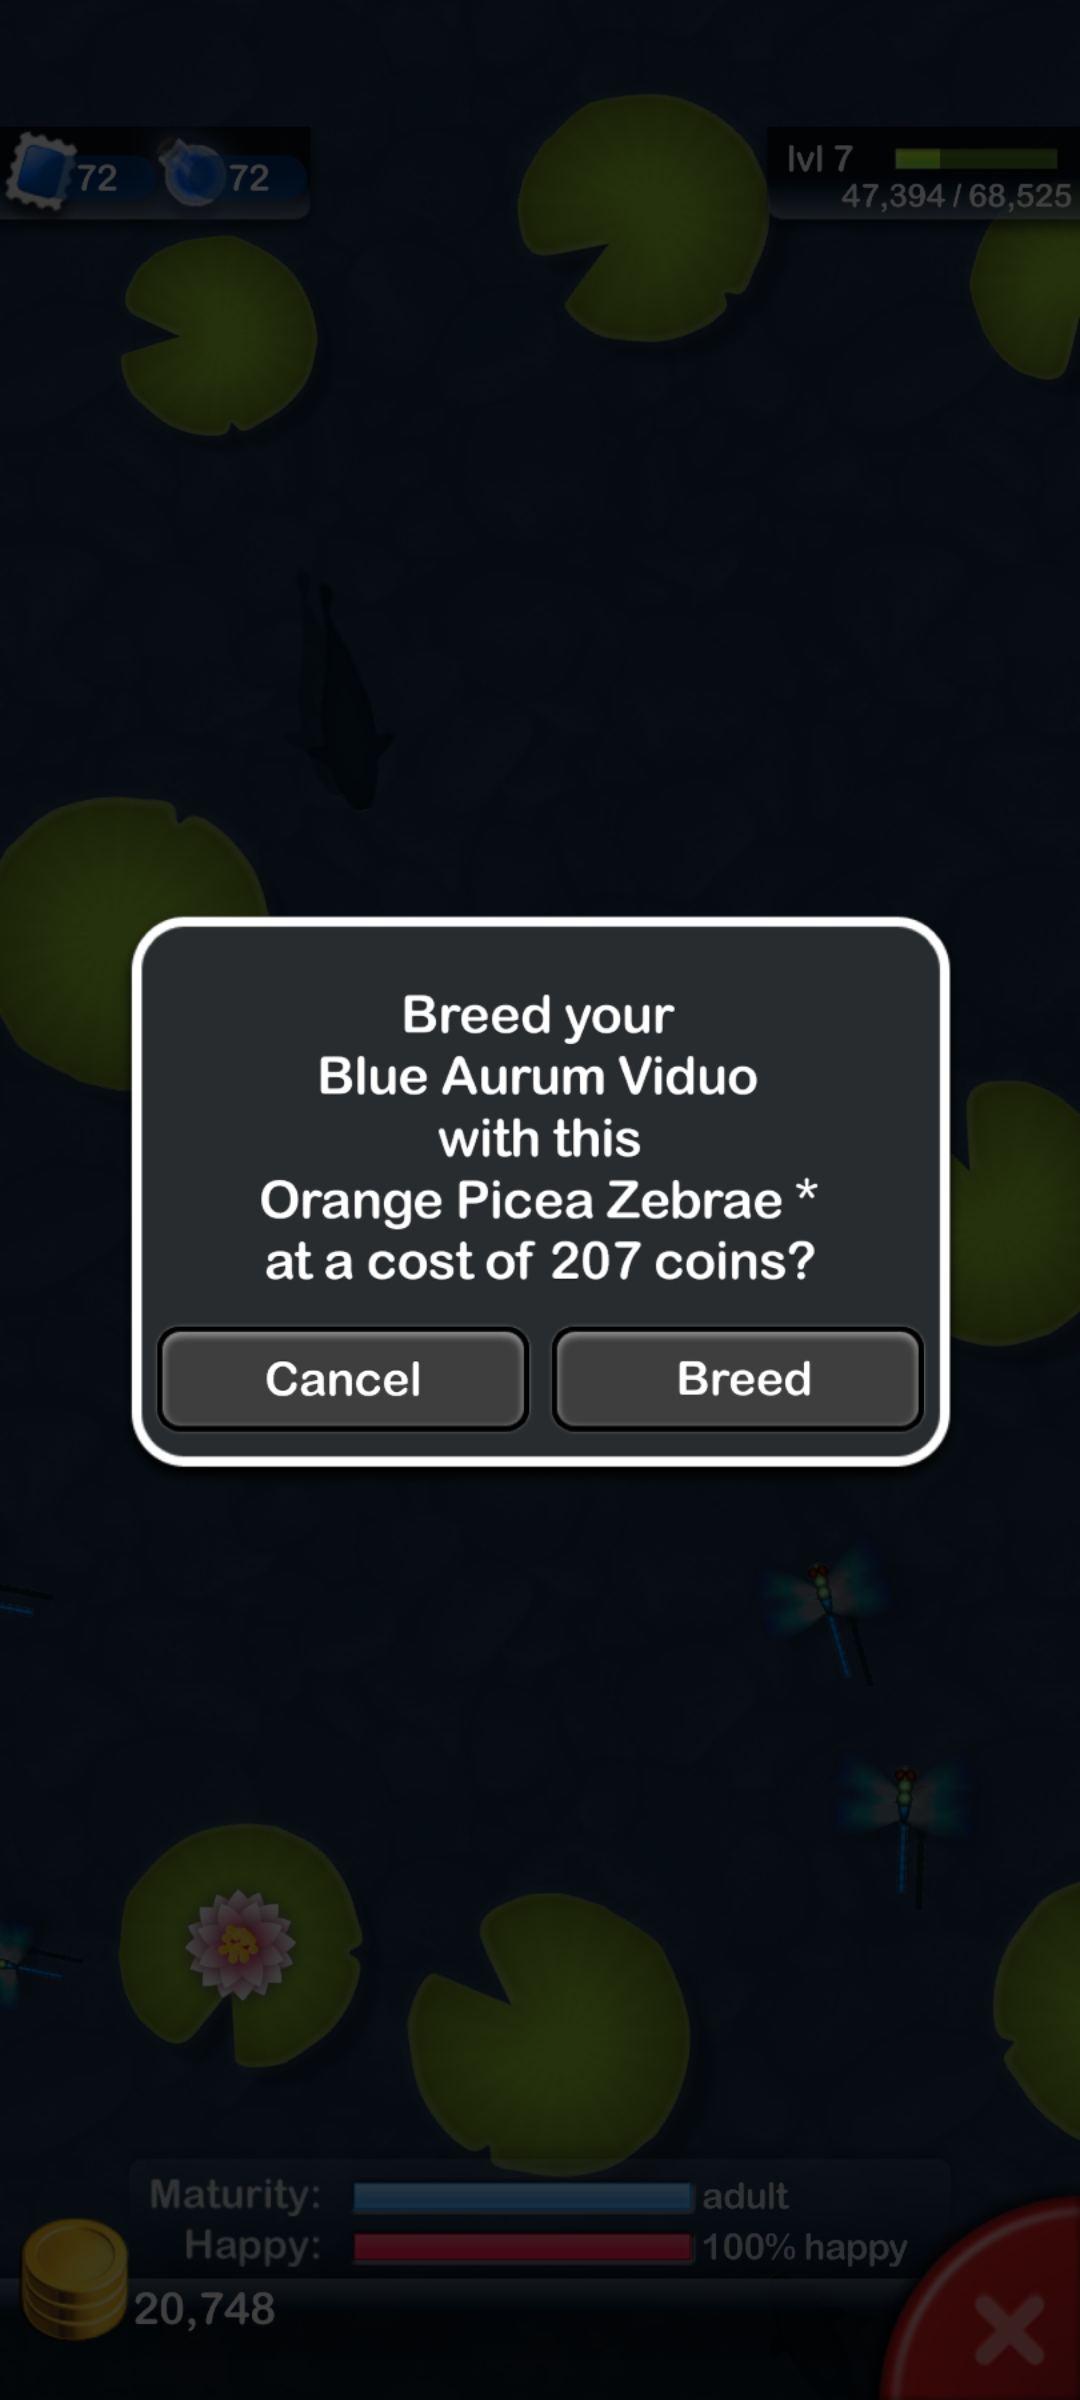 72
72
lvl 7
47,394 / 68,525
Breed your
Blue Aurum Viduo
with this
Orange Picea Zebrae *
at a cost of 207 coins?
Cancel
Breed
Maturity:
adult
Happy:
100% happy
20,748